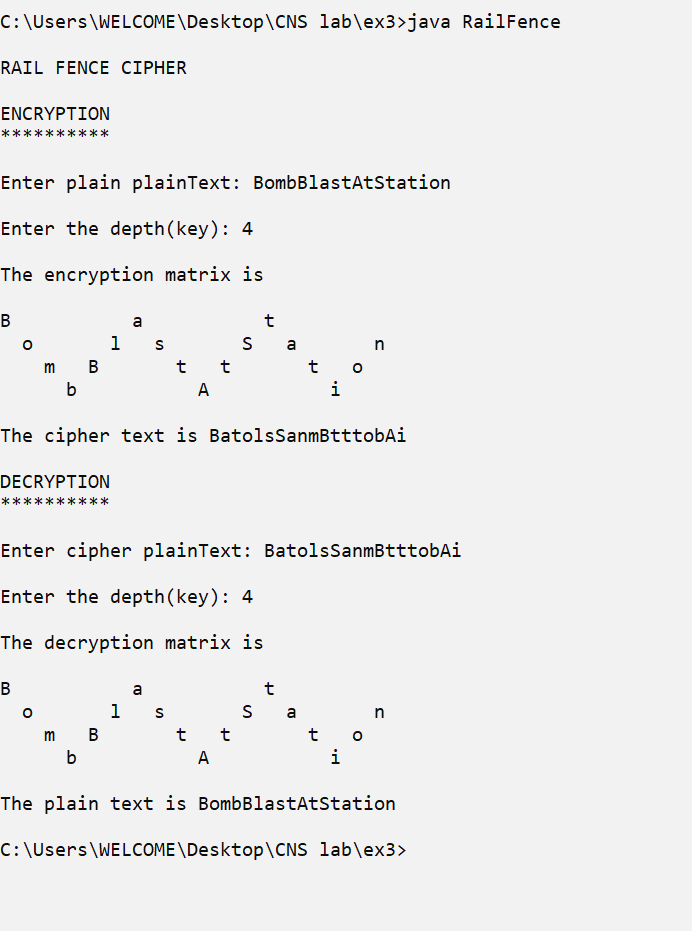 C:\Users\WELCOME\Desktop\CNS lab\ex3>java RailFence
RAIL FENCE CIPHER
ENCRYPTION
**********
Enter plain plainText: BombBlastAtStation
Enter the depth(key): 4
The encryption matrix is
B           a           t
  o       l   s       S   a       n
    m   B       t   t       t   o
      b           A           i
The cipher text is BatolsSanmBtttobAi
DECRYPTION
**********
Enter cipher plainText: BatolsSanmBtttobAi
Enter the depth(key): 4
The decryption matrix is
B           a           t
  o       l   s       S   a       n
    m   B       t   t       t   o
      b           A           i
The plain text is BombBlastAtStation
C:\Users\WELCOME\Desktop\CNS lab\ex3>